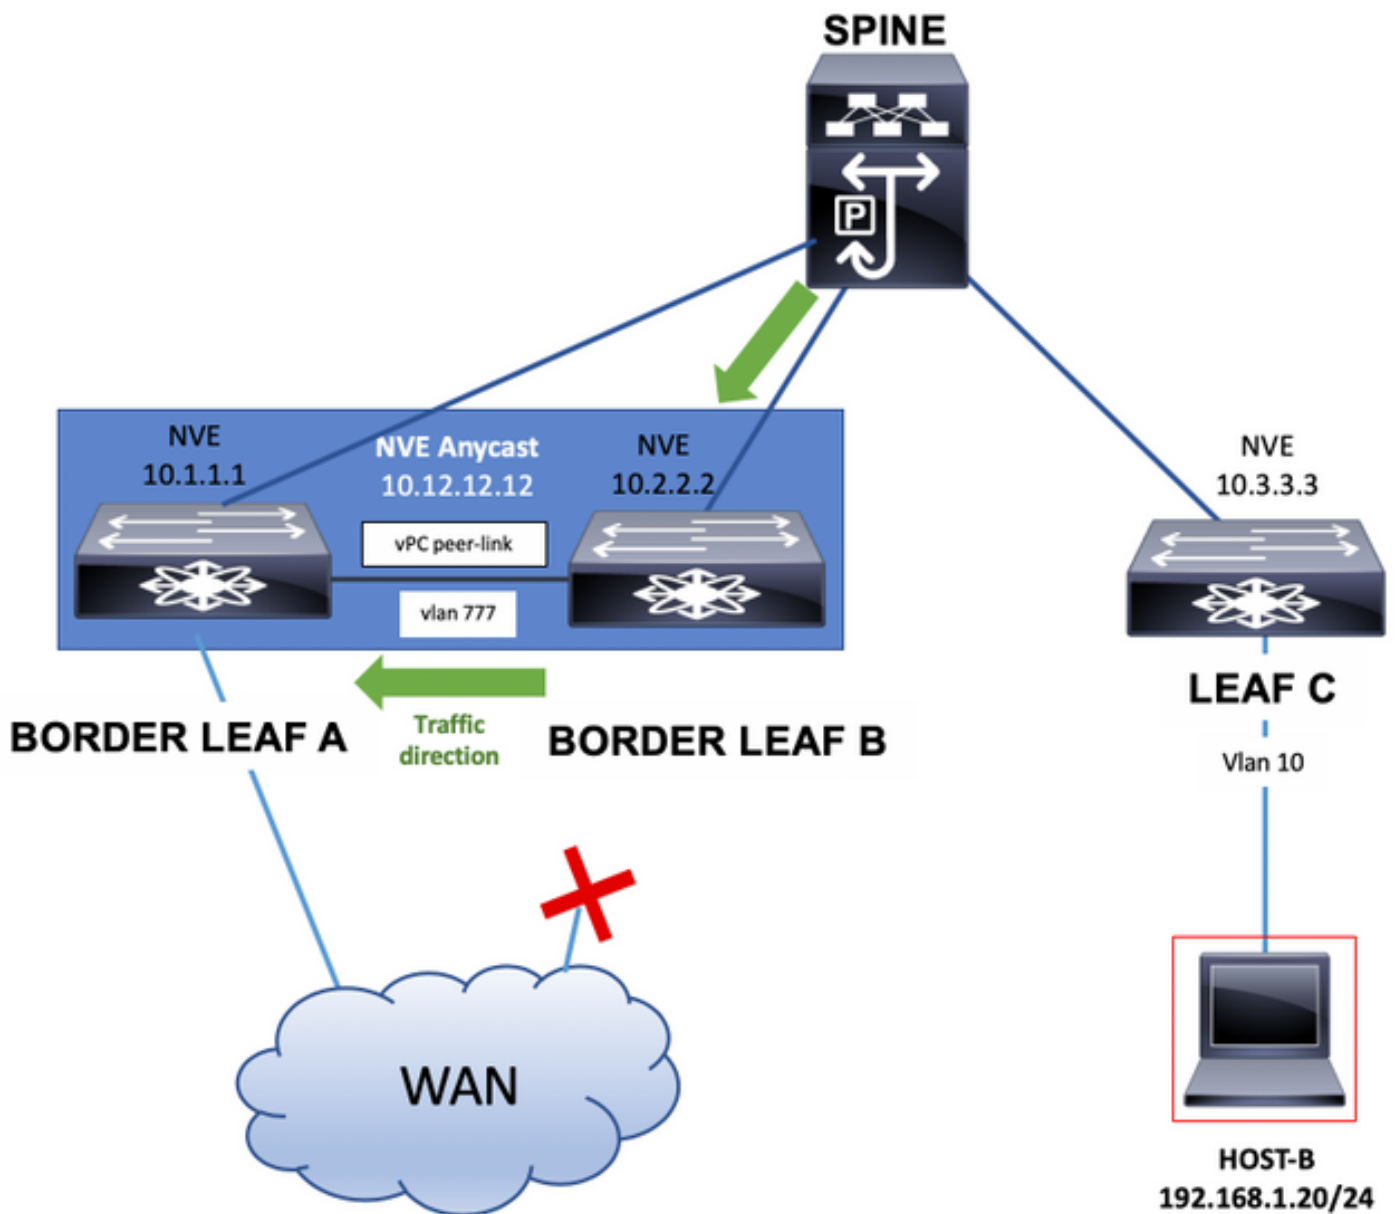 SPINE
P
NVE
10.1.1.1
NVE Anycast
10.12.12.12
NVE
10.2.2.2
NVE
10.3.3.3
vPC peer-link
vlan 777
BORDER LEAF A
Traffic
direction
BORDER LEAF B
LEAF C
Vlan 10
WAN
HOST-B
192.168.1.20/24